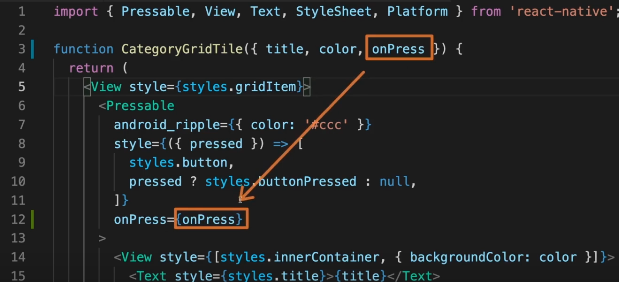 1 import { Pressable, View, Text, StyleSheet, Platform } from 'react-native';
2
3 function CategoryGridTile({ title, color, onPress }) {
4 return (
5 <View style={styles.gridItem}>
6 <Pressable
7 android_ripple={{ color: '#ccc' }}
8 style={({ pressed }) => [
9 styles.button,
10 pressed ? styles.buttonPressed : null,
11 ]}
12 onPress={onPress}
13 >
14 <View style={[styles.innerContainer, { backgroundColor: color }]}>
15 <Text style={styles.title}>{title}</Text>